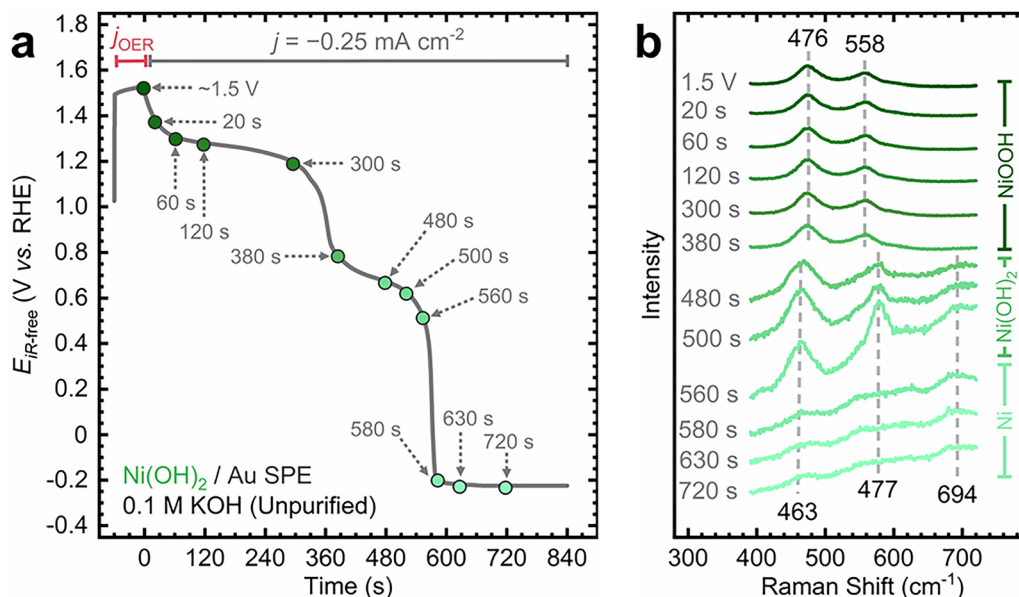 a
j_OER
j = −0.25 mA cm⁻²
1.8
1.6
1.4
1.2
1.0
0.8
0.6
0.4
0.2
0
-0.2
-0.4
E_iR-free (V vs. RHE)
~1.5 V
20 s
60 s
120 s
300 s
380 s
480 s
500 s
560 s
580 s
630 s
720 s
Ni(OH)₂ / Au SPE
0.1 M KOH (Unpurified)
0 120 240 360 480 600 720 840
Time (s)
b
476 558
1.5 V
20 s
60 s
120 s
300 s
380 s
480 s
500 s
560 s
580 s
630 s
720 s
NiOOH
Ni(OH)₂
Ni
463 477 694
Intensity
300 400 500 600 700
Raman Shift (cm⁻¹)